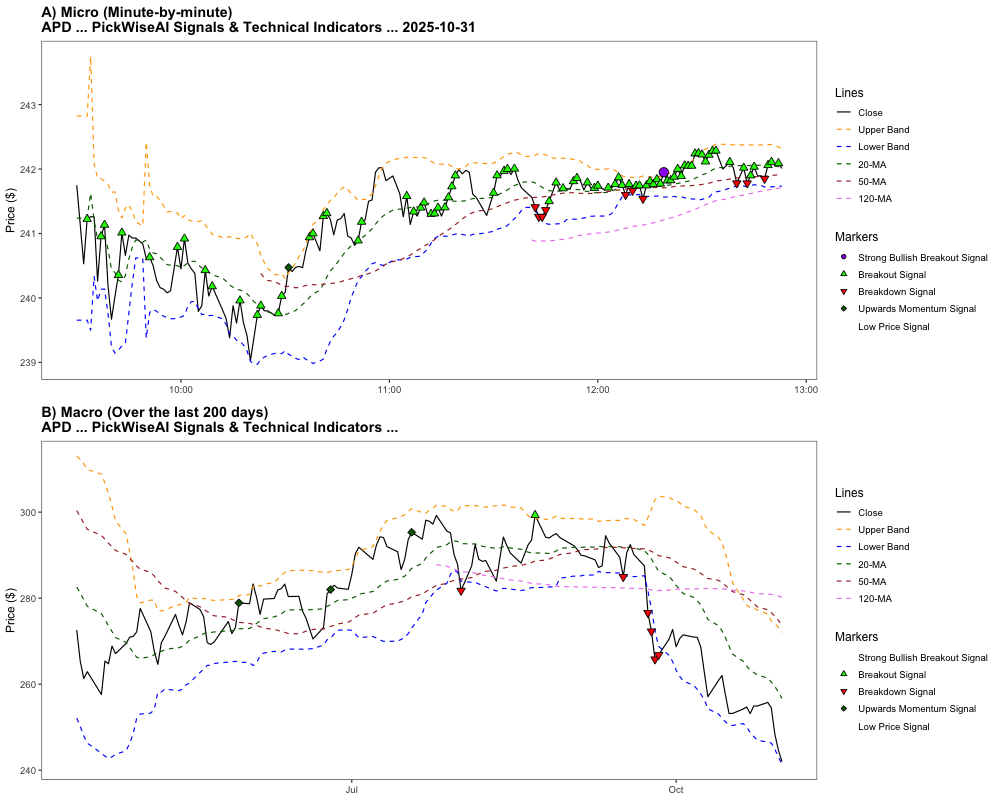 A) Micro (Minute-by-minute)
APD ... PickWiseAI Signals & Technical Indicators ... 2025-10-31
Price ($)
243
242
241
240
239
10:00
11:00
12:00
13:00
Lines
Close
Upper Band
Lower Band
20-MA
50-MA
120-MA
Markers
Strong Bullish Breakout Signal
Breakout Signal
Breakdown Signal
Upwards Momentum Signal
Low Price Signal
B) Macro (Over the last 200 days)
APD ... PickWiseAI Signals & Technical Indicators ...
Price ($)
300
280
260
240
Jul
Oct
Lines
Close
Upper Band
Lower Band
20-MA
50-MA
120-MA
Markers
Strong Bullish Breakout Signal
Breakout Signal
Breakdown Signal
Upwards Momentum Signal
Low Price Signal